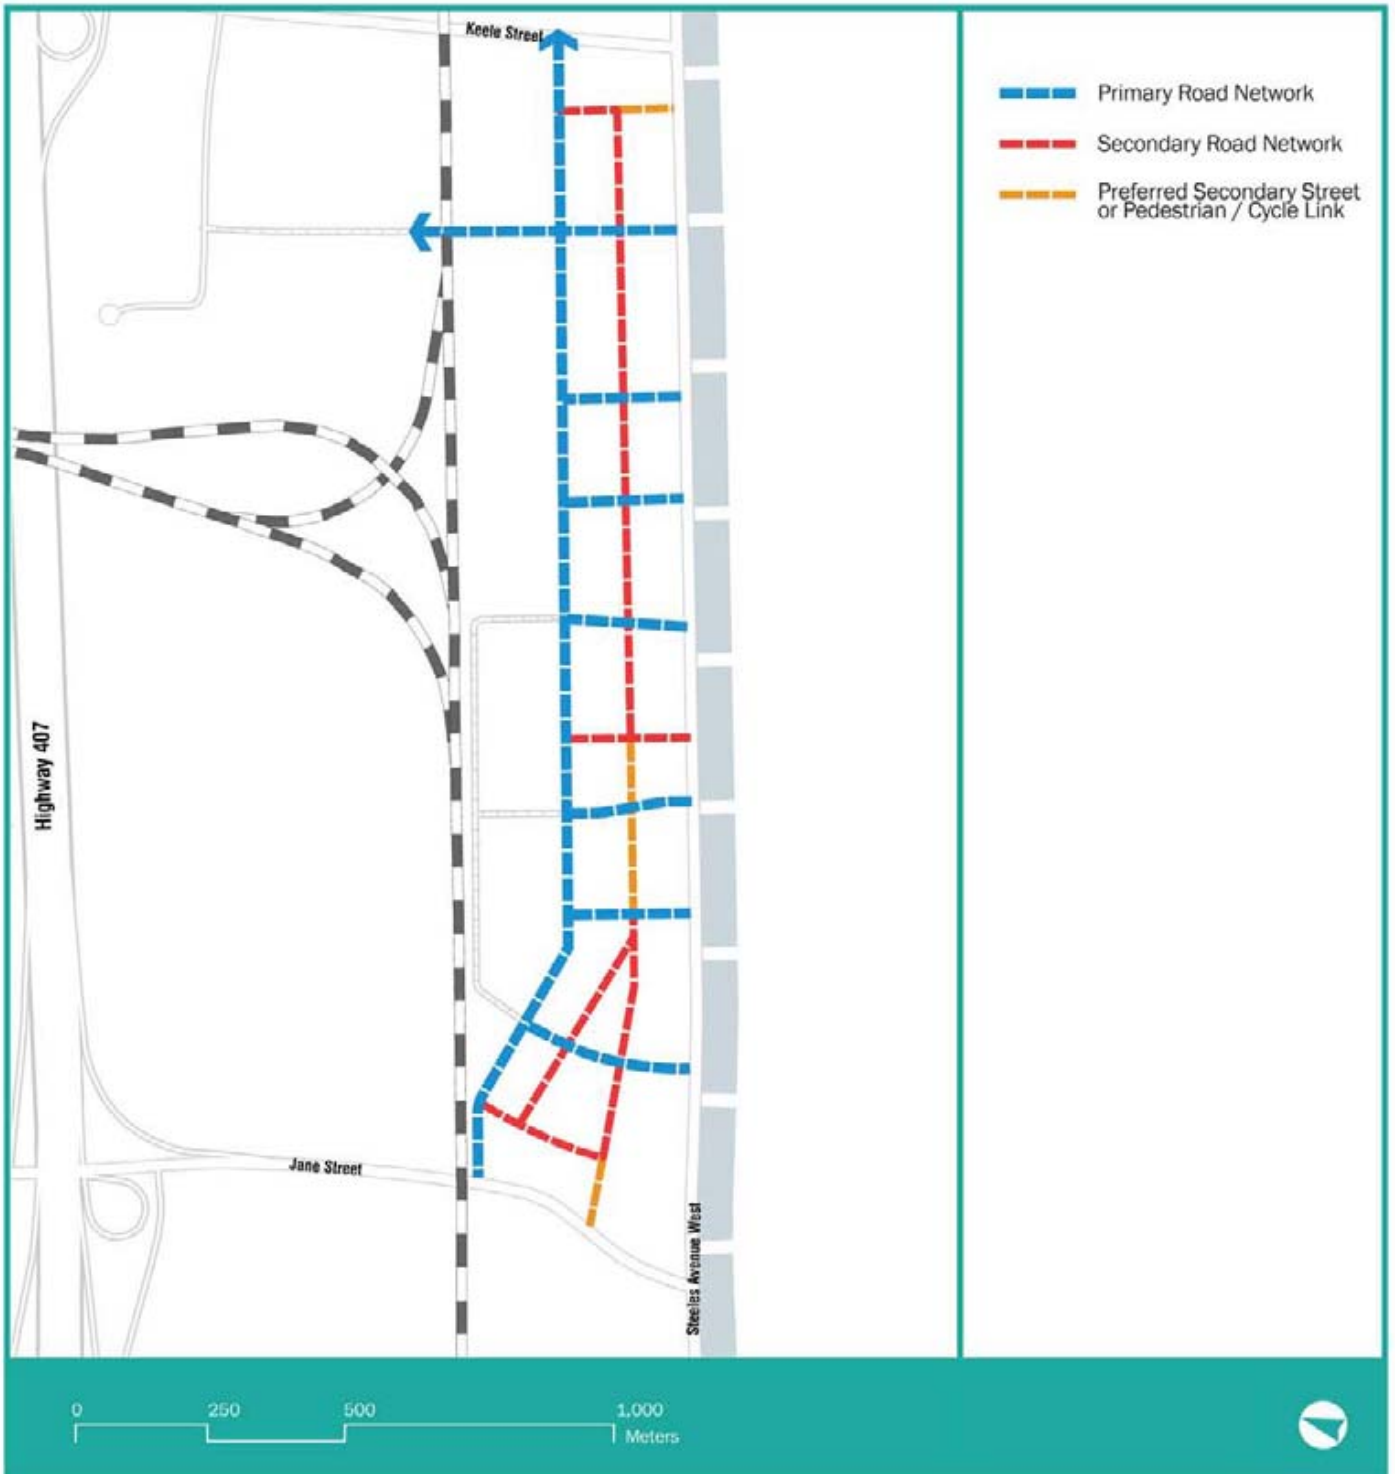 Keele Street
Primary Road Network
Secondary Road Network
Preferred Secondary Street
or Pedestrian / Cycle Link
Highway 407
Jane Street
Steeles Avenue West
0 250 500 1,000
Meters